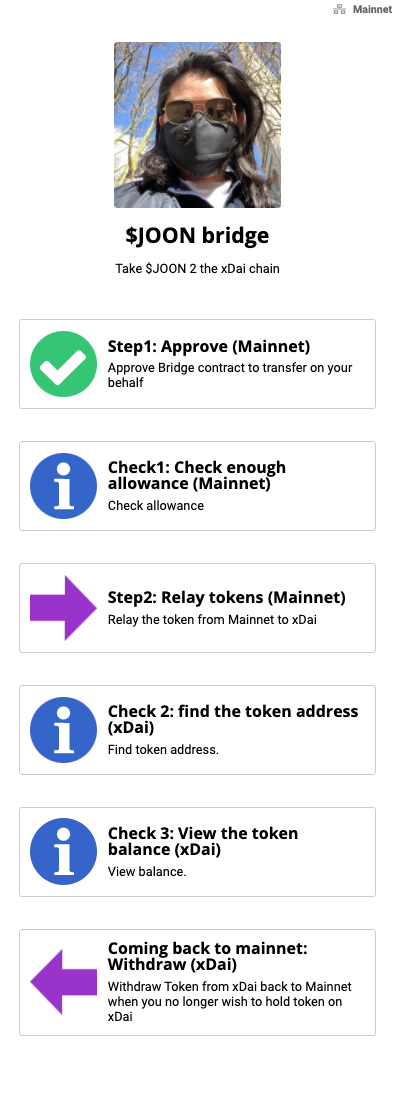 Mainnet
$JOON bridge
Take $JOON 2 the xDai chain
Step1: Approve (Mainnet)
Approve Bridge contract to transfer on your
behalf
Check1: Check enough
allowance (Mainnet)
Check allowance
Step2: Relay tokens (Mainnet)
Relay the token from Mainnet to xDai
Check 2: find the token address
(xDai)
Find token address.
Check 3: View the token
balance (xDai)
View balance.
Coming back to mainnet:
Withdraw (xDai)
Withdraw Token from xDai back to Mainnet
when you no longer wish to hold token on
xDai